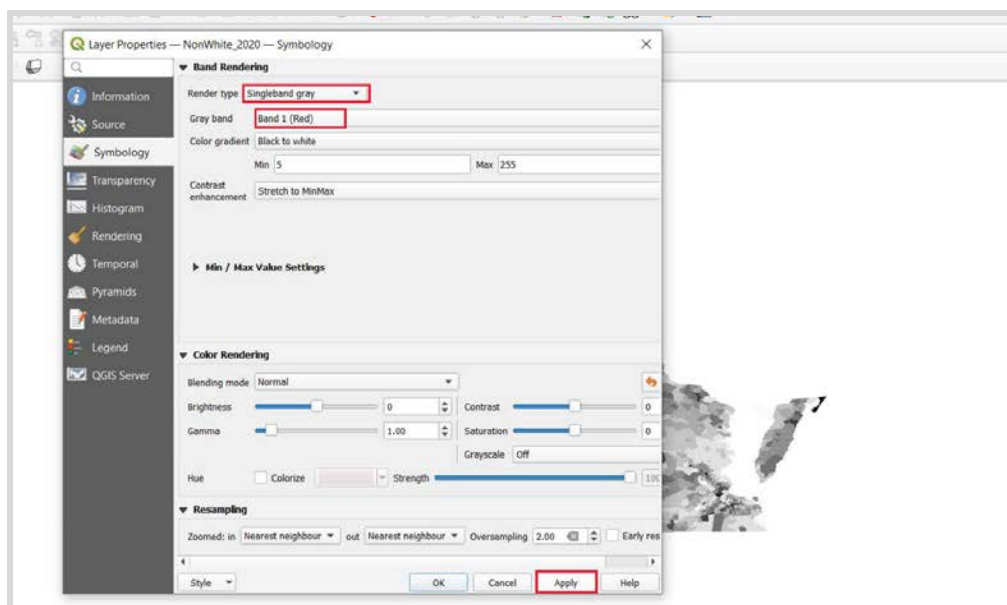 Layer Properties — NonWhite_2020 — Symbology
Information
Source
Symbology
Transparency
Histogram
Rendering
Temporal
Pyramids
Metadata
Legend
QGIS Server
Band Rendering
Render type Singleband gray
Gray band Band 1 (Red)
Color gradient Black to white
Min 5 Max 255
Contrast
enhancement Stretch to MinMax
Min / Max Value Settings
Color Rendering
Blending mode Normal
Brightness 0 Contrast 0
Gamma 1.00 Saturation 0
Grayscale Off
Hue Colorize Strength 100
Resampling
Zoomed: in Nearest neighbour out Nearest neighbour Oversampling 2.00 Early res
Style OK Cancel Apply Help